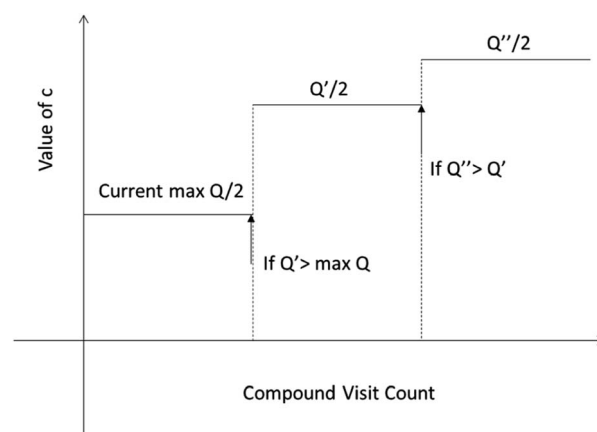 Q’’/2
Q’/2
Value of c
If Q’’> Q’
Current max Q/2
If Q’> max Q
Compound Visit Count